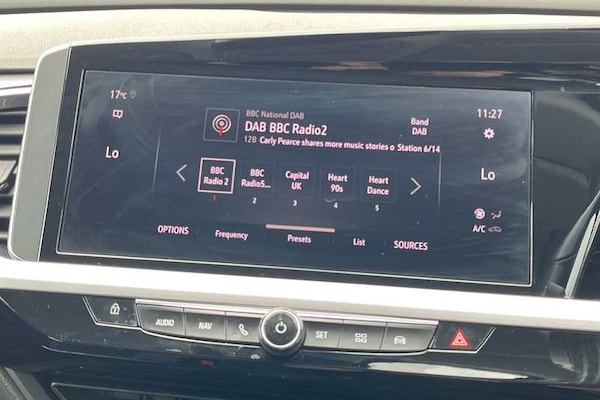 17°C
11:27
BBC National DAB
DAB BBC Radio2
12B Carly Pearce shares more music stories o Station 6/14
Band
DAB
Lo
Lo
BBC
Radio 2
BBC
Radio5...
Capital
UK
Heart
90s
Heart
Dance
1
2
3
4
5
A/C
OPTIONS
Frequency
Presets
List
SOURCES
AUDIO
NAV
SET